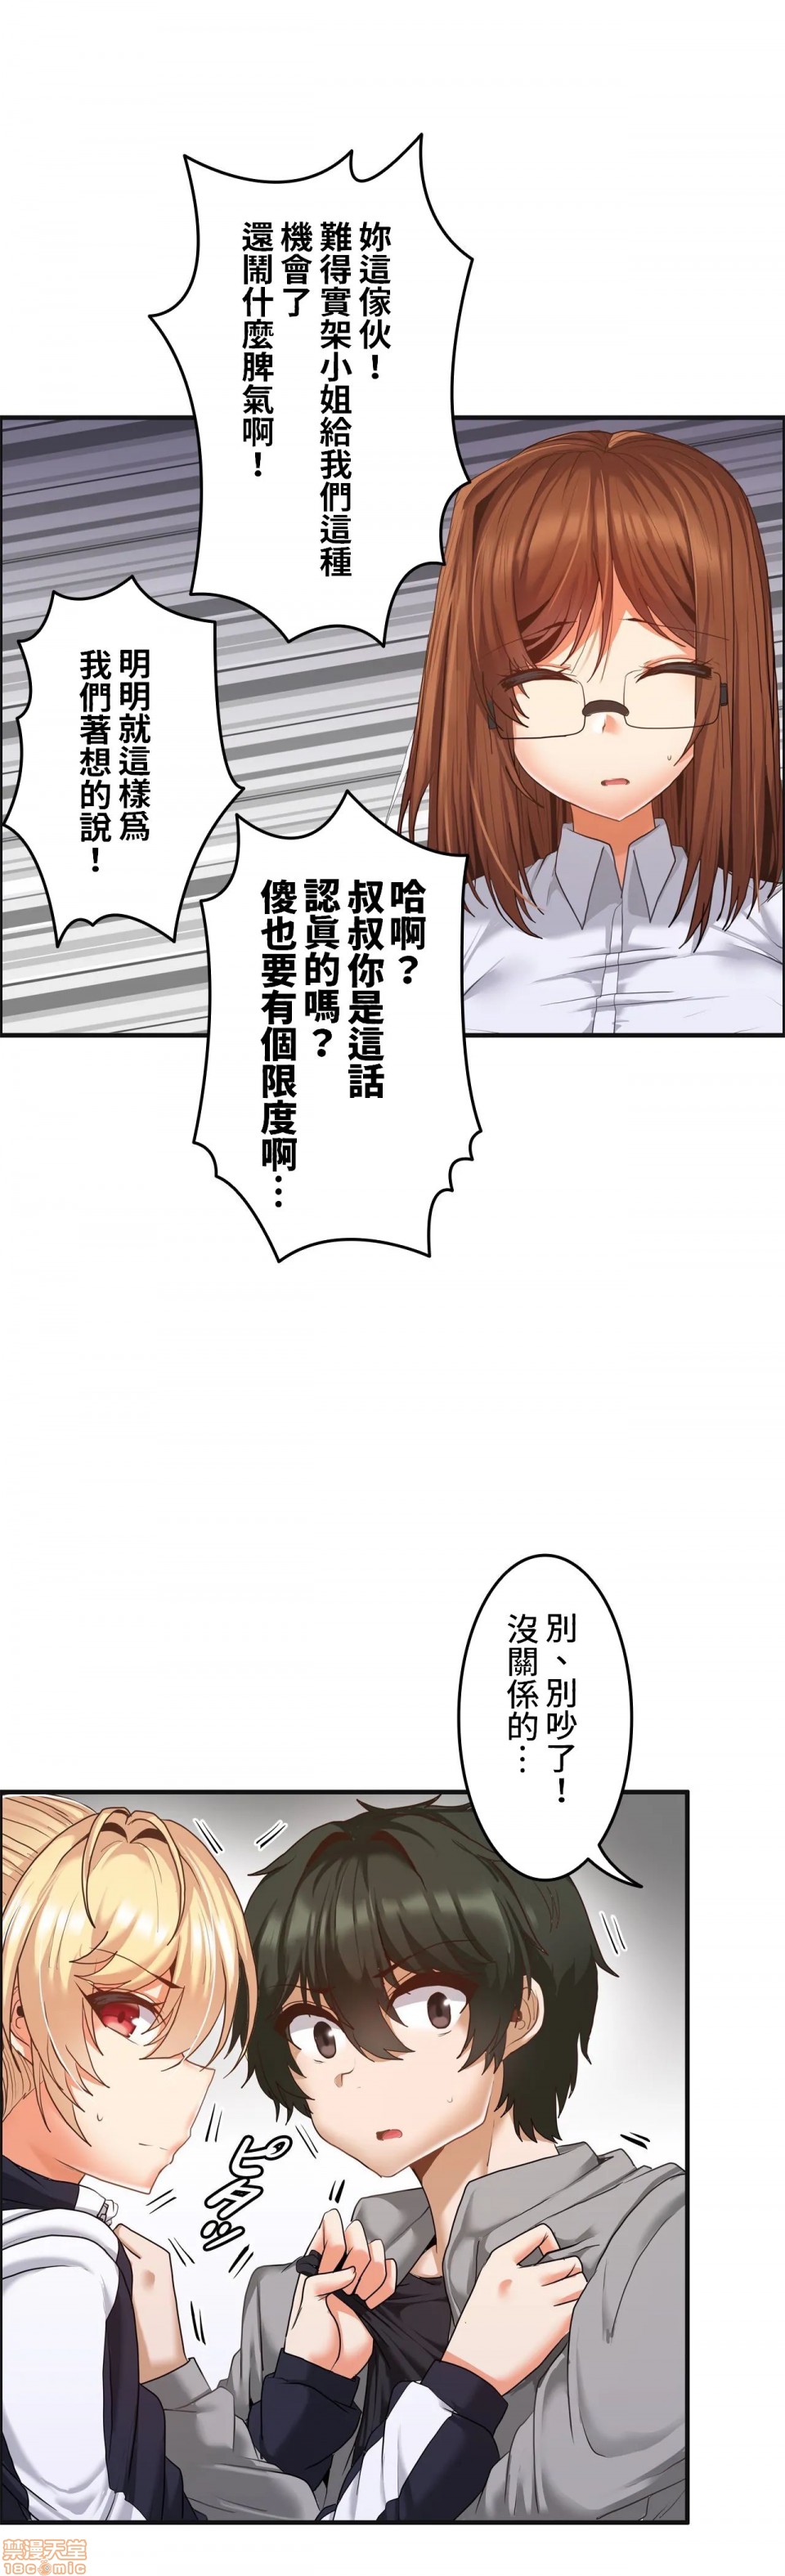 妳這傢伙！
難得實架小姐給我們這種
機會了
還鬧什麼脾氣啊！
明明就這樣爲
我們著想的說！
哈啊？
叔叔你是這話
認眞的嗎？
傻也要有個限度啊…
別、別吵了！
沒關係的…
ピタッ
禁漫天堂
18comic